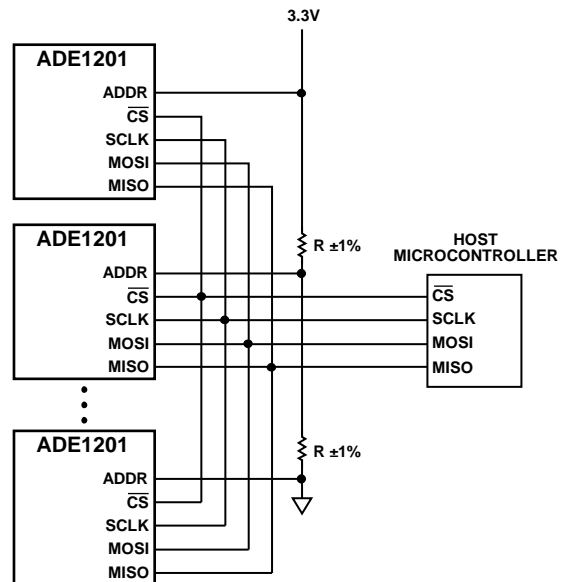 3.3V
ADE1201
ADDR
CS
SCLK
MOSI
MISO
R ±1%
ADE1201
ADDR
CS
SCLK
MOSI
MISO
HOST
MICROCONTROLLER
CS
SCLK
MOSI
MISO
R ±1%
ADE1201
ADDR
CS
SCLK
MOSI
MISO